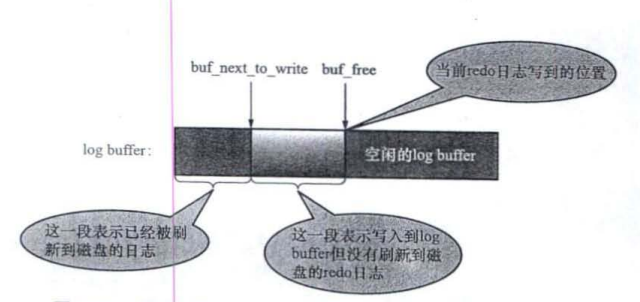 buf_next_to_write buf_free
当前redo日志写到的位置
log buffer:
空闲的log buffer
这一段表示已经被刷
新到磁盘的日志
这一段表示写入到log
buffer但没有刷新到磁
盘的redo日志